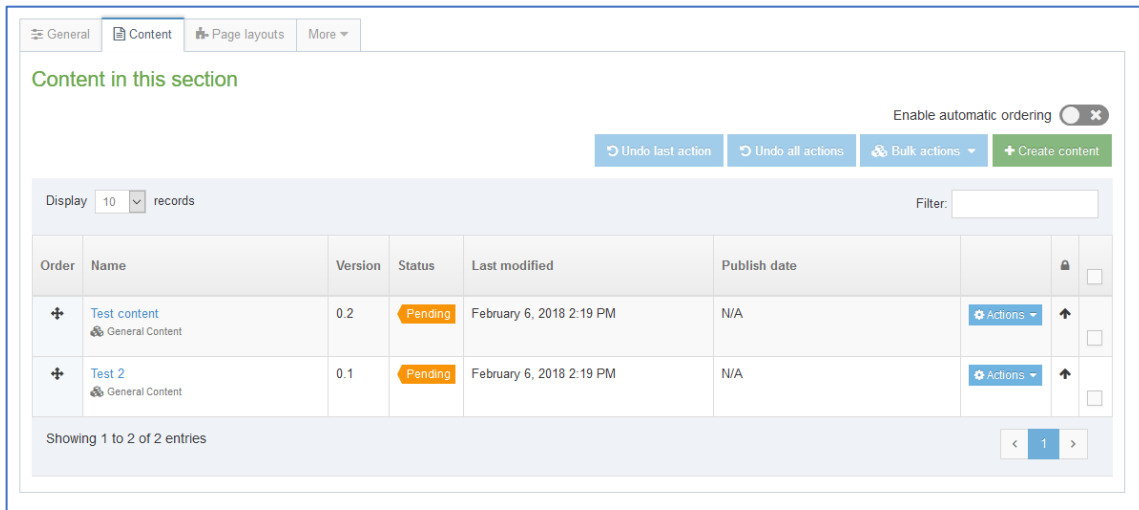 General Content Page layouts More
Content in this section
Enable automatic ordering
Undo last action Undo all actions Bulk actions Create content
Display 10 records Filter:
Order Name Version Status Last modified Publish date
Test content 0.2 Pending February 6, 2018 2:19 PM N/A Actions
General Content
Test 2 0.1 Pending February 6, 2018 2:19 PM N/A Actions
General Content
Showing 1 to 2 of 2 entries
< 1 >